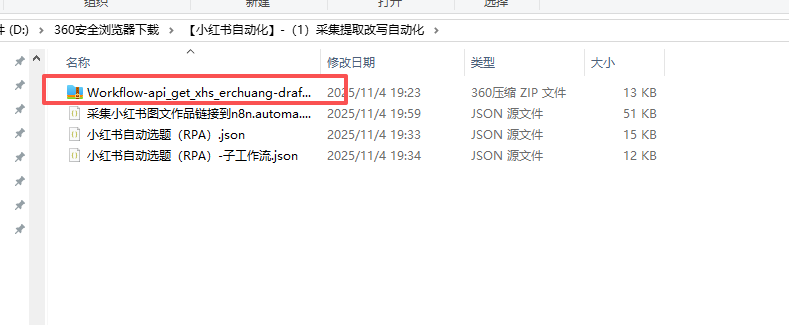 组织 新建 打开 选择
(D:) › 360安全浏览器下载 › 【小红书自动化】-（1）采集提取改写自动化 ›
名称 修改日期 类型 大小
Workflow-api_get_xhs_erchuang-draf... 2025/11/4 19:23 360压缩 ZIP 文件 13 KB
采集小红书图文作品链接到n8n.automa.... 2025/11/4 19:59 JSON 源文件 51 KB
小红书自动选题（RPA）.json 2025/11/4 19:33 JSON 源文件 15 KB
小红书自动选题（RPA）-子工作流.json 2025/11/4 19:34 JSON 源文件 12 KB